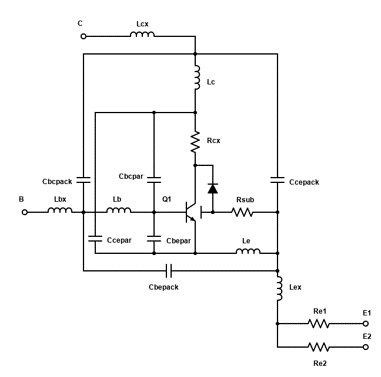 Lcx
C
Lc
Rcx
Cbcpack
Cbcpar
Ccepack
B
Lbx
Lb
Q1
Rsub
Ccepar
Cbepar
Le
Cbepack
Lex
Re1
E1
E2
Re2